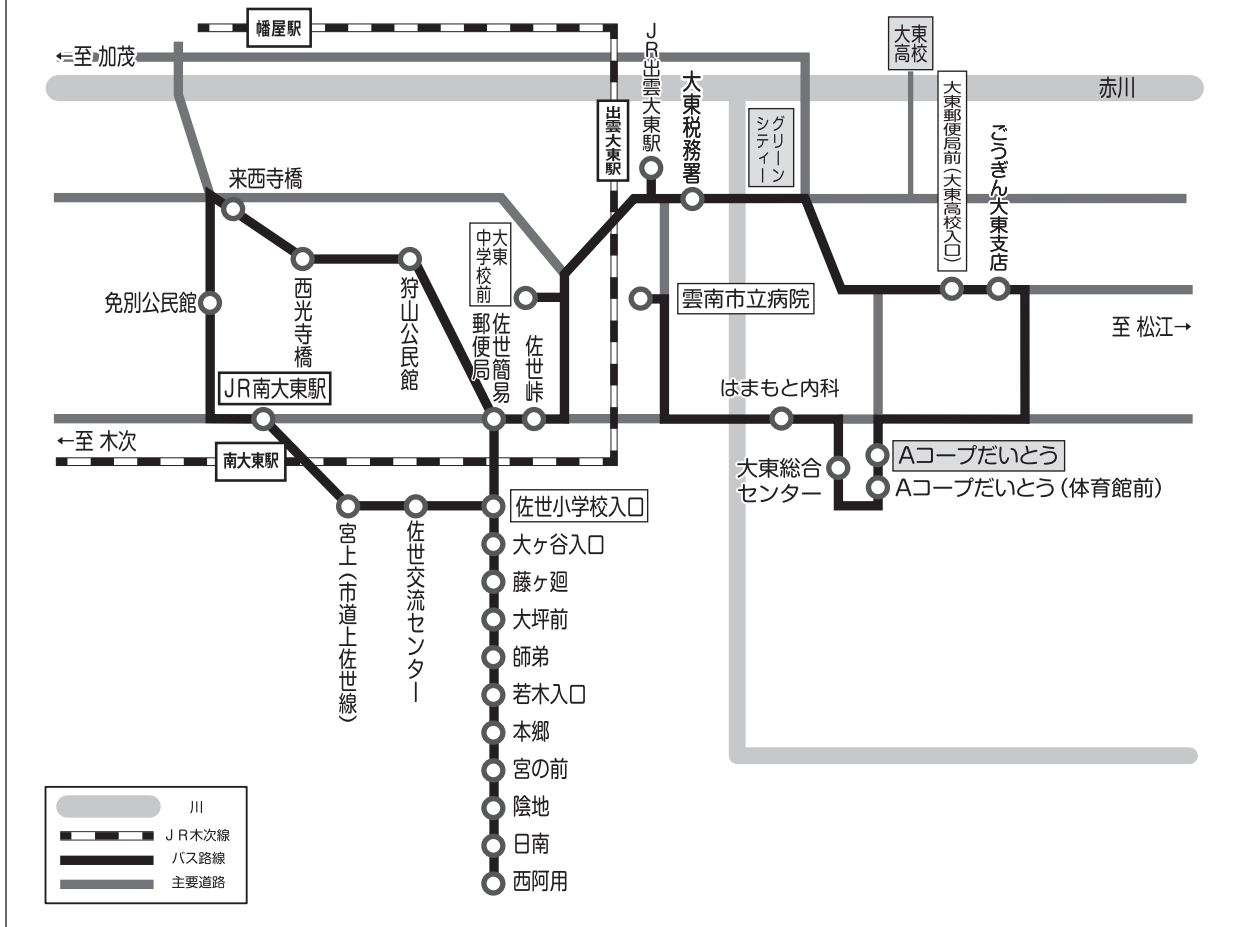 幡屋駅
←至 加茂
JR出雲大東駅
大東税務署
出雲大東駅
グリーン
シティー
大東
高校
大東郵便局前(大東高校入口)
ごうぎん大東支店
赤川
来西寺橋
西光寺橋
狩山公民館
免別公民館
大東
中学校前
佐世簡易
郵便局
佐世峠
雲南市立病院
至 松江→
JR南大東駅
はまもと内科
←至 木次
南大東駅
大東総合
センター
Aコープだいとう
Aコープだいとう(体育館前)
宮上(市道上佐世線)
佐世交流センター
佐世小学校入口
大ヶ谷入口
藤ヶ廻
大坪前
師弟
若木入口
本郷
宮の前
陰地
日南
西阿用
川
JR木次線
バス路線
主要道路